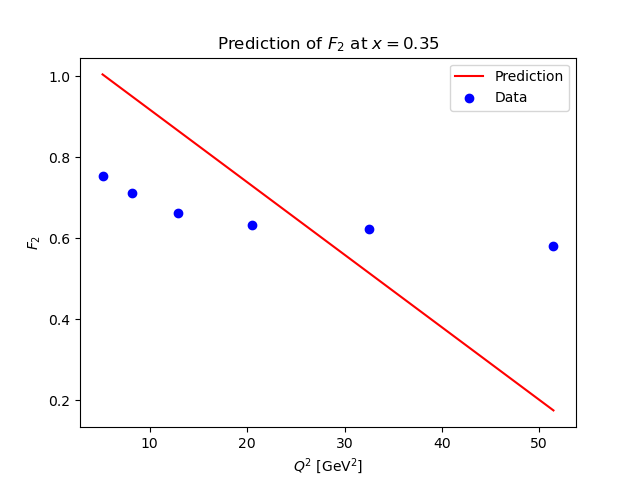 Prediction of F₂ at x = 0.35
Prediction
Data
1.0
0.8
0.6
0.4
0.2
F₂
10 20 30 40 50
Q² [GeV²]